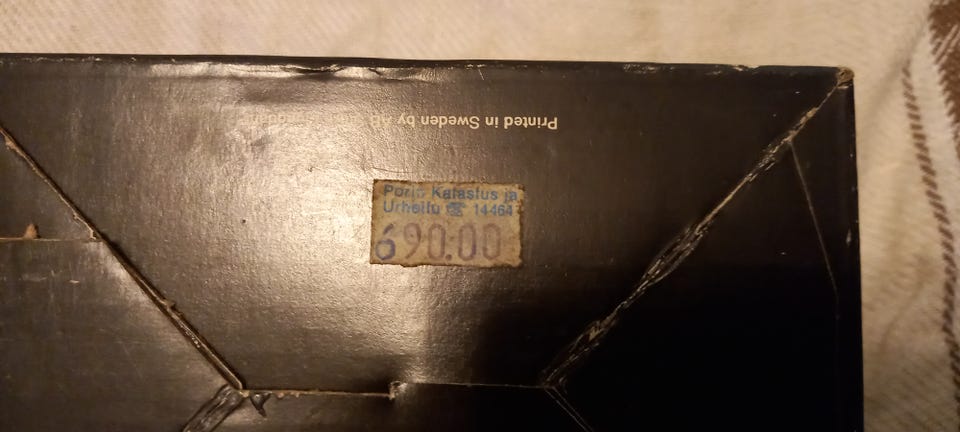 Printed in Sweden by AB
Porin Kalastus ja
Urheilu ☎ 14464
690.00